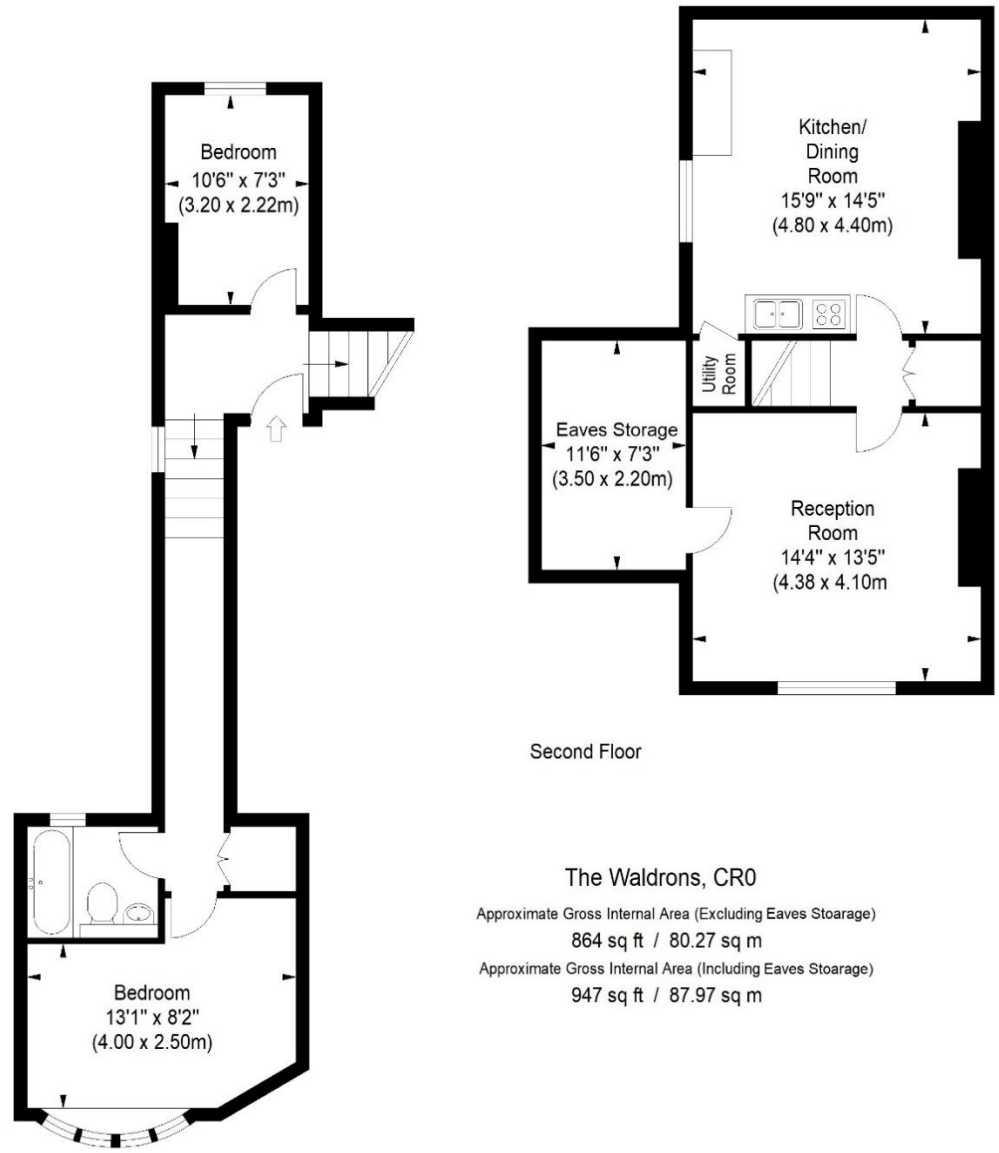 Bedroom
10'6" x 7'3"
(3.20 x 2.22m)
Bedroom
13'1" x 8'2"
(4.00 x 2.50m)
Kitchen/
Dining
Room
15'9" x 14'5"
(4.80 x 4.40m)
Utility
Room
Eaves Storage
11'6" x 7'3"
(3.50 x 2.20m)
Reception
Room
14'4" x 13'5"
(4.38 x 4.10m
Second Floor
The Waldrons, CR0
Approximate Gross Internal Area (Excluding Eaves Stoarage)
864 sq ft / 80.27 sq m
Approximate Gross Internal Area (Including Eaves Stoarage)
947 sq ft / 87.97 sq m